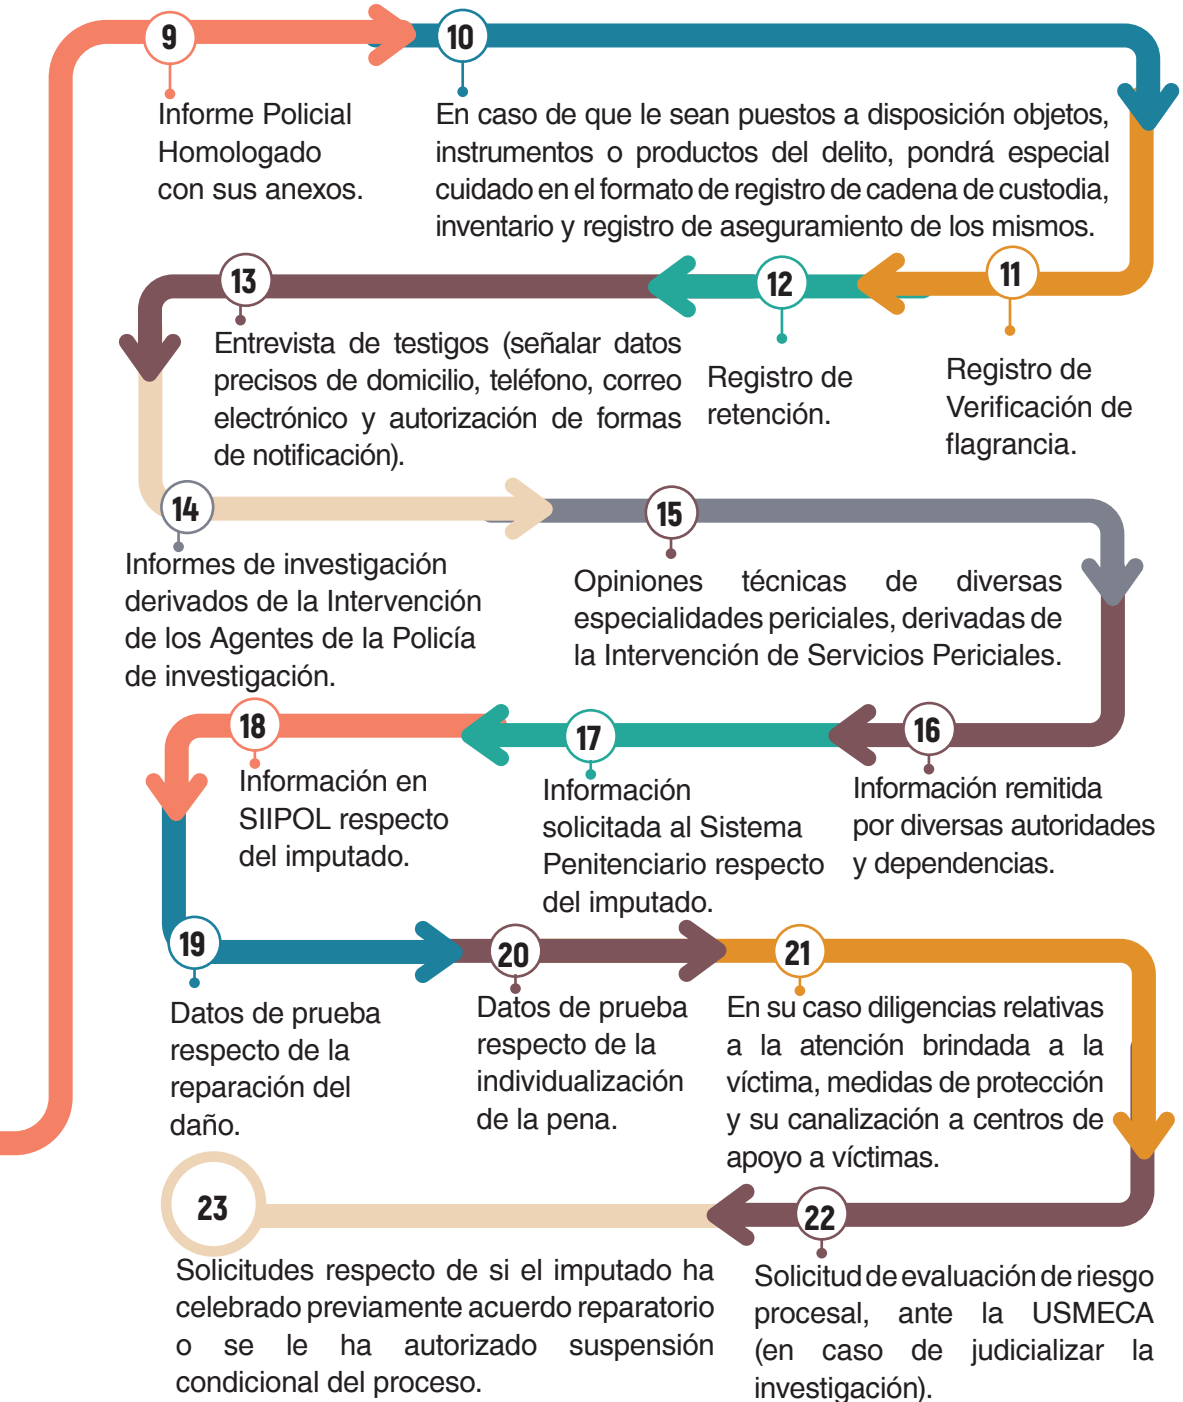 9
Informe Policial
Homologado
con sus anexos.
10
En caso de que le sean puestos a disposición objetos,
instrumentos o productos del delito, pondrá especial
cuidado en el formato de registro de cadena de custodia,
inventario y registro de aseguramiento de los mismos.
11
Registro de
Verificación de
flagrancia.
12
Registro de
retención.
13
Entrevista de testigos (señalar datos
precisos de domicilio, teléfono, correo
electrónico y autorización de formas
de notificación).
14
Informes de investigación
derivados de la Intervención
de los Agentes de la Policía
de investigación.
15
Opiniones técnicas de diversas
especialidades periciales, derivadas de
la Intervención de Servicios Periciales.
16
Información remitida
por diversas autoridades
y dependencias.
17
Información
solicitada al Sistema
Penitenciario respecto
del imputado.
18
Información en
SIIPOL respecto
del imputado.
19
Datos de prueba
respecto de la
reparación del
daño.
20
Datos de prueba
respecto de la
individualización
de la pena.
21
En su caso diligencias relativas
a la atención brindada a la
víctima, medidas de protección
y su canalización a centros de
apoyo a víctimas.
22
Solicitud de evaluación de riesgo
procesal, ante la USMECA
(en caso de judicializar la
investigación).
23
Solicitudes respecto de si el imputado ha
celebrado previamente acuerdo reparatorio
o se le ha autorizado suspensión
condicional del proceso.